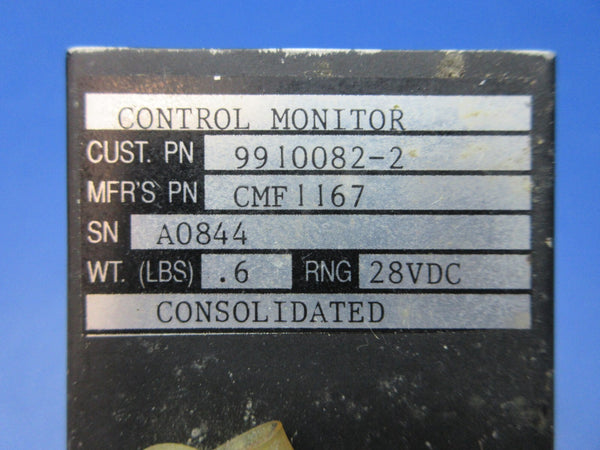 CONTROL MONITOR
CUST. PN 9910082-2
MFR'S PN CMF1167
SN A0844
WT. (LBS) .6 RNG 28VDC
CONSOLIDATED